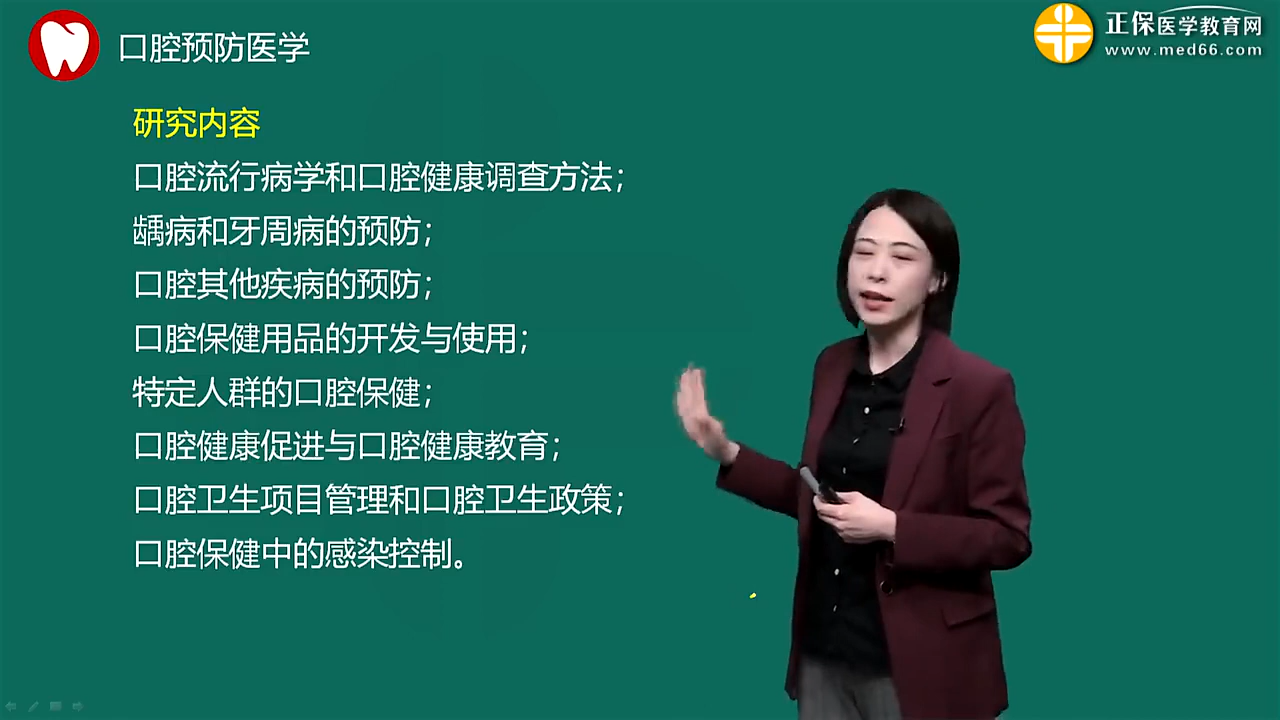 口腔预防医学
正保医学教育网
www.med66.com
研究内容
口腔流行病学和口腔健康调查方法；
龋病和牙周病的预防；
口腔其他疾病的预防；
口腔保健用品的开发与使用；
特定人群的口腔保健；
口腔健康促进与口腔健康教育；
口腔卫生项目管理和口腔卫生政策；
口腔保健中的感染控制。